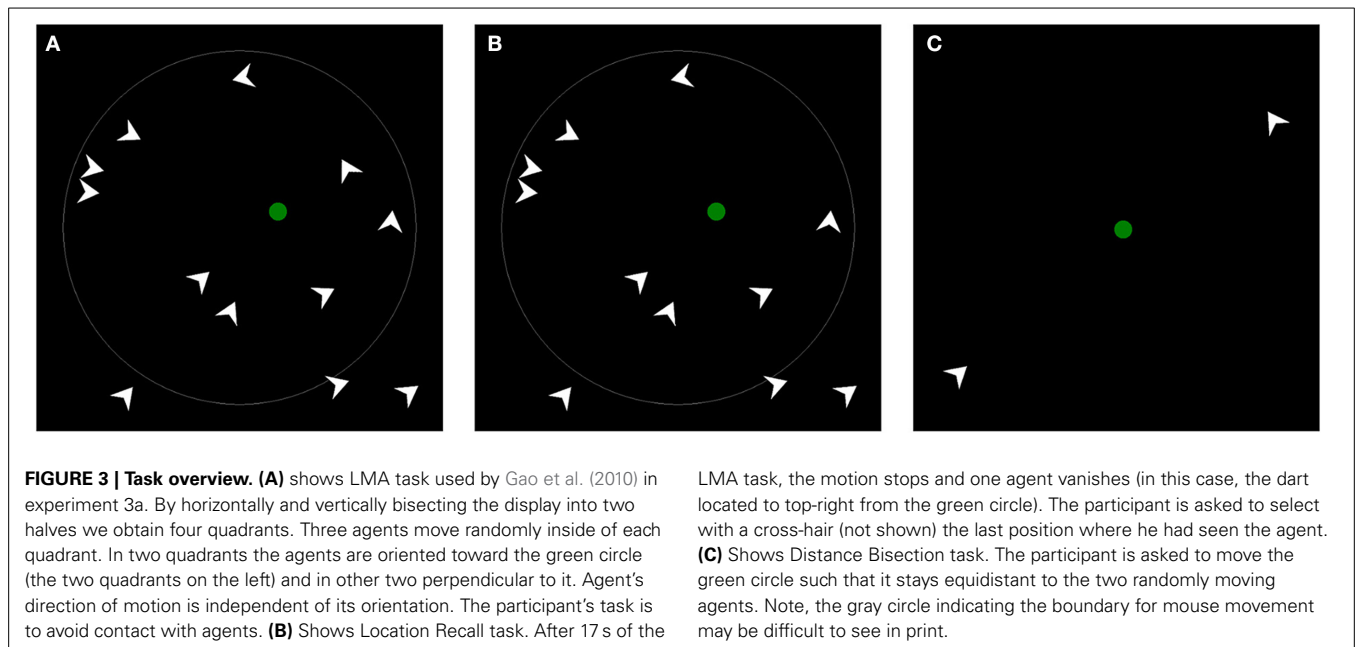 A
B
C
FIGURE 3 | Task overview. (A) shows LMA task used by Gao et al. (2010) in
experiment 3a. By horizontally and vertically bisecting the display into two
halves we obtain four quadrants. Three agents move randomly inside of each
quadrant. In two quadrants the agents are oriented toward the green circle
(the two quadrants on the left) and in other two perpendicular to it. Agent's
direction of motion is independent of its orientation. The participant's task is
to avoid contact with agents. (B) Shows Location Recall task. After 17 s of the
LMA task, the motion stops and one agent vanishes (in this case, the dart
located to top-right from the green circle). The participant is asked to select
with a cross-hair (not shown) the last position where he had seen the agent.
(C) Shows Distance Bisection task. The participant is asked to move the
green circle such that it stays equidistant to the two randomly moving
agents. Note, the gray circle indicating the boundary for mouse movement
may be difficult to see in print.